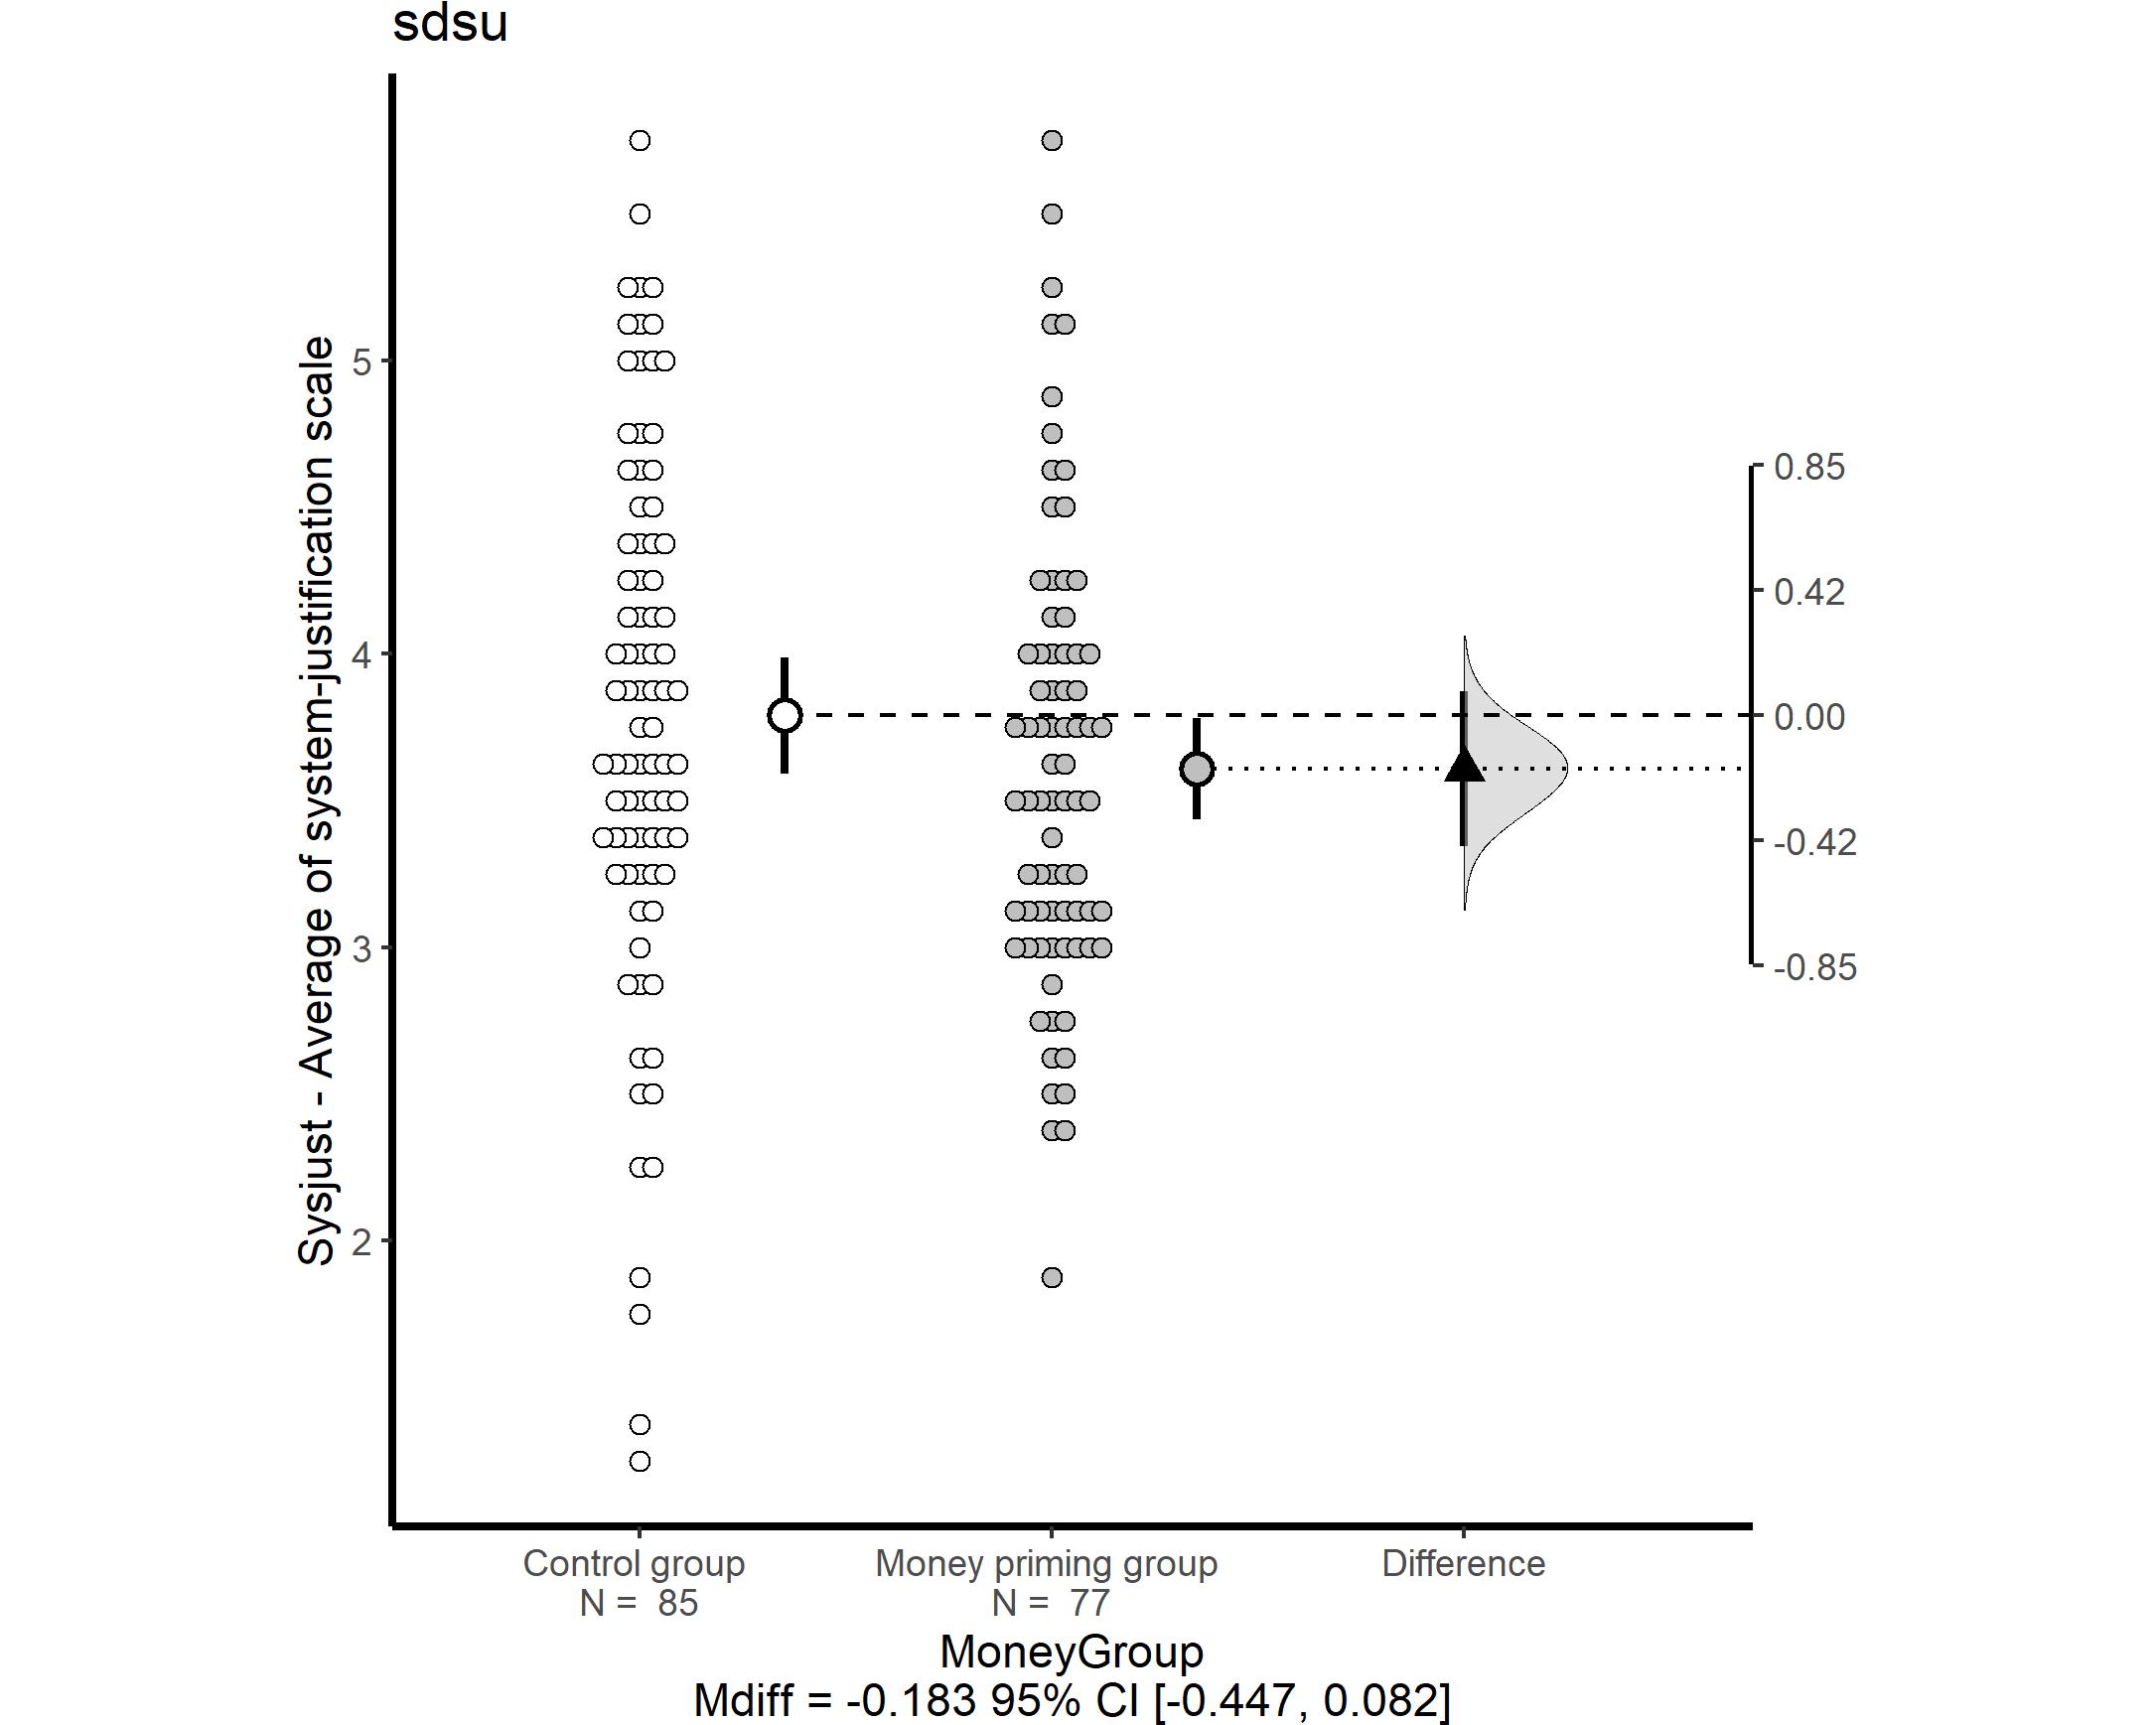 sdsu
Sysjust - Average of system-justification scale
5
4
3
2
0.85
0.42
0.00
-0.42
-0.85
Control group
N =  85
Money priming group
N =  77
Difference
MoneyGroup
Mdiff = -0.183 95% CI [-0.447, 0.082]